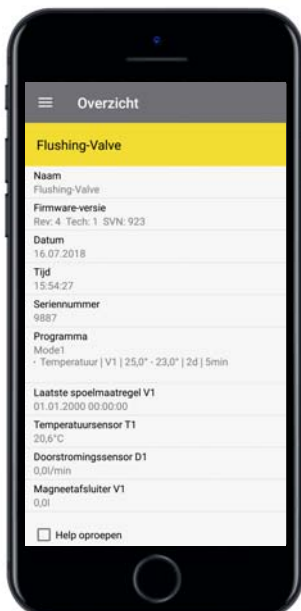 Overzicht
Flushing-Valve
Naam
Flushing-Valve
Firmware-versie
Rev: 4 Tech: 1 SVN: 923
Datum
16.07.2018
Tijd
15:54:27
Seriennummer
9887
Programma
Mode1
- Temperatuur | V1 | 25,0° - 23,0° | 2d | 5min
Laatste spoelmaatregel V1
01.01.2000 00:00:00
Temperatuursensor T1
20,6°C
Doorstromingssensor D1
0,0l/min
Magneetafsluiter V1
0,0l
Help oproepen